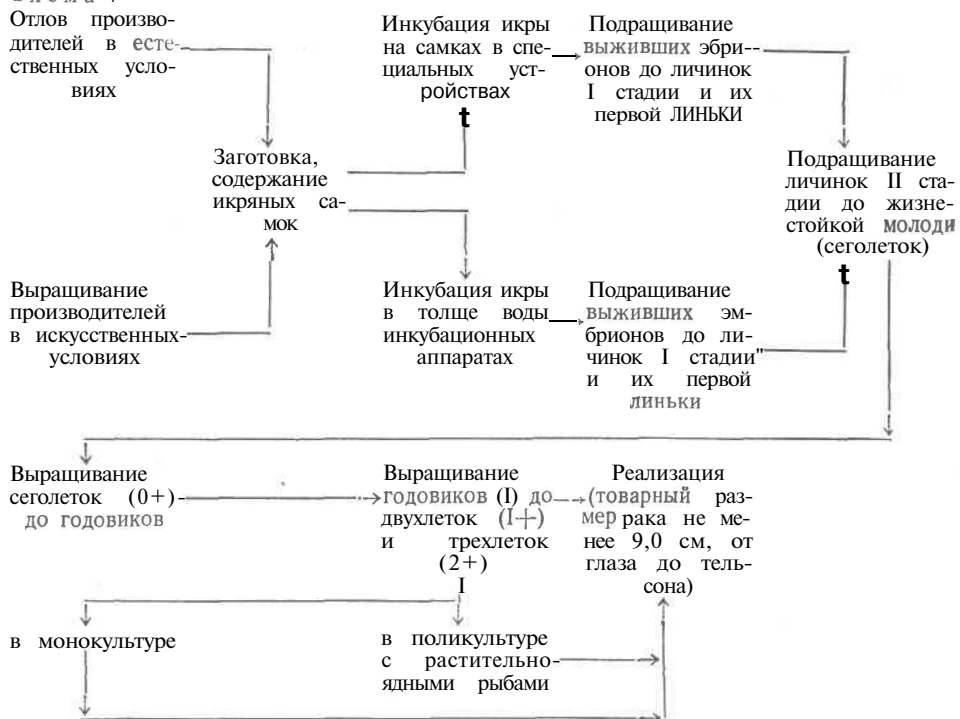 Отлов произво-
дителей в есте-
ственных усло-
виях
Инкубация икры
на самках в спе-
циальных уст-
ройствах
Подращивание
выживших эбри-
онов до личинок
I стадии и их
первой ЛИНЬКИ
Заготовка,
содержание
икряных са-
мок
Подращивание
личинок II ста-
дии до жизне-
стойкой молоди
(сеголеток)
Выращивание
производителей
в искусственных
условиях
Инкубация икры
в толще воды
инкубационных
аппаратах
Подращивание
выживших эм-
брионов до ли-
чинок I стадии"
и их первой
линьки
Выращивание
сеголеток (0+)
до годовиков
Выращивание
годовиков (I) до
двухлеток (I+)
и трехлеток
(2+)
I
Реализация
(товарный раз-
мер рака не ме-
нее 9,0 см, от
глаза до тель-
сона)
в монокультуре
в поликультуре
с растительно-
ядными рыбами